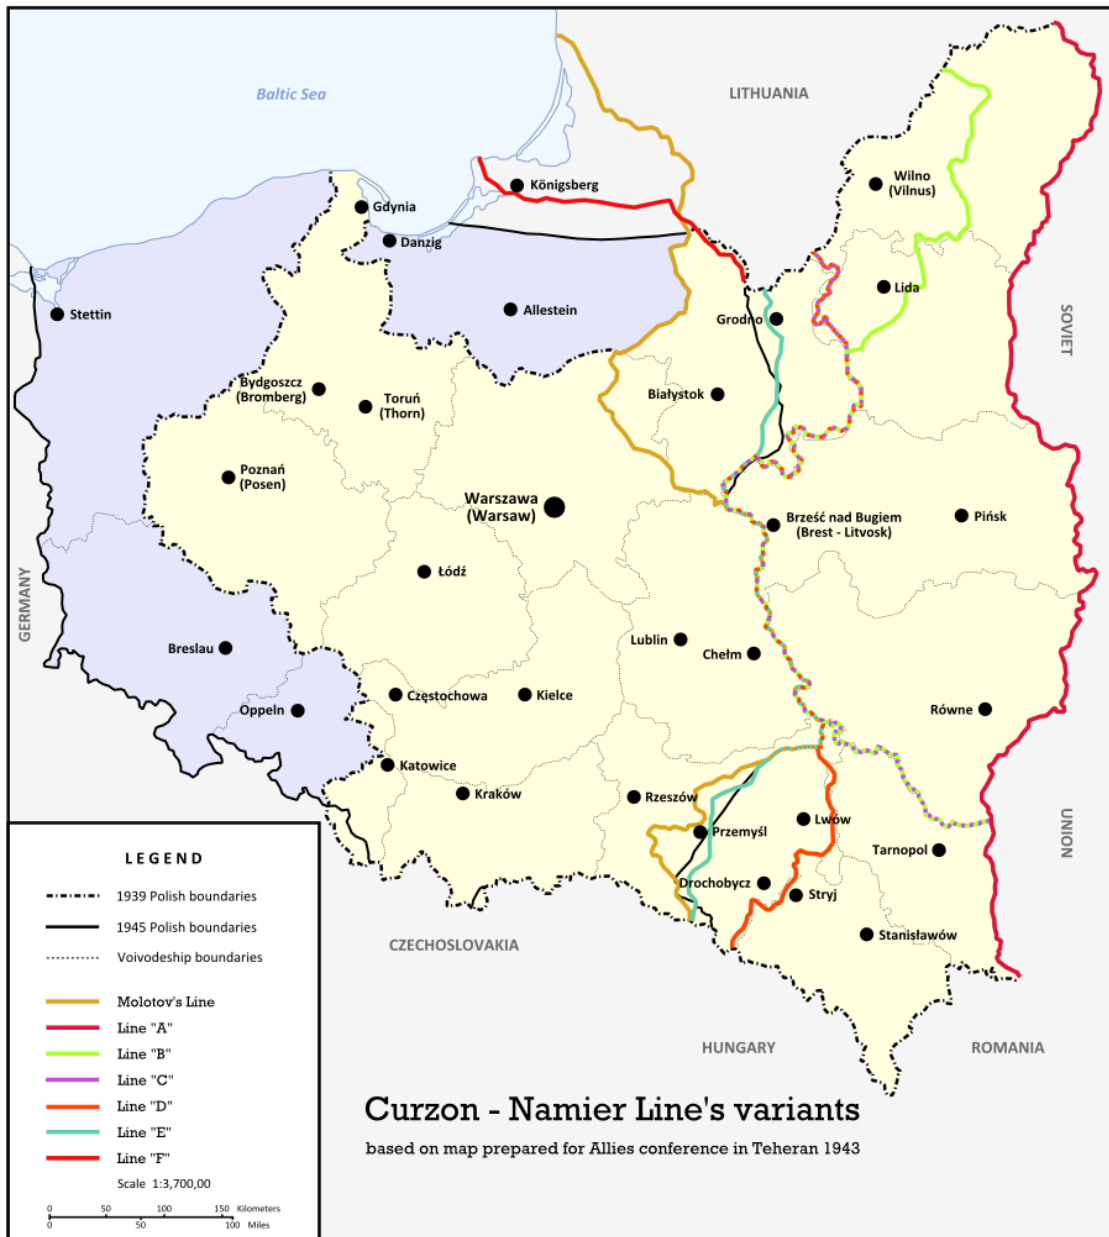 Baltic Sea
LITHUANIA
Königsberg
Wilno
(Vilnus)
Gdynia
Danzig
Lida
Stettin
Allestein
Grodno
SOVIET
Bydgoszcz
(Bromberg)
Toruń
(Thorn)
Białystok
Poznań
(Posen)
Warszawa
(Warsaw)
Brześć nad Bugiem
(Brest - Litvosk)
Pińsk
Łódź
GERMANY
Breslau
Lublin
Chełm
Oppeln
Częstochowa
Kielce
Równe
Katowice
Kraków
Rzeszów
Lwów
Przemyśl
UNION
Tarnopol
Drochobycz
Stryj
Stanisławów
CZECHOSLOVAKIA
HUNGARY
ROMANIA
LEGEND
1939 Polish boundaries
1945 Polish boundaries
Voivodeship boundaries
Molotov's Line
Line "A"
Line "B"
Line "C"
Line "D"
Line "E"
Line "F"
Scale 1:3,700,00
0 50 100 150 Kilometers
0 50 100 Miles
Curzon - Namier Line's variants
based on map prepared for Allies conference in Teheran 1943